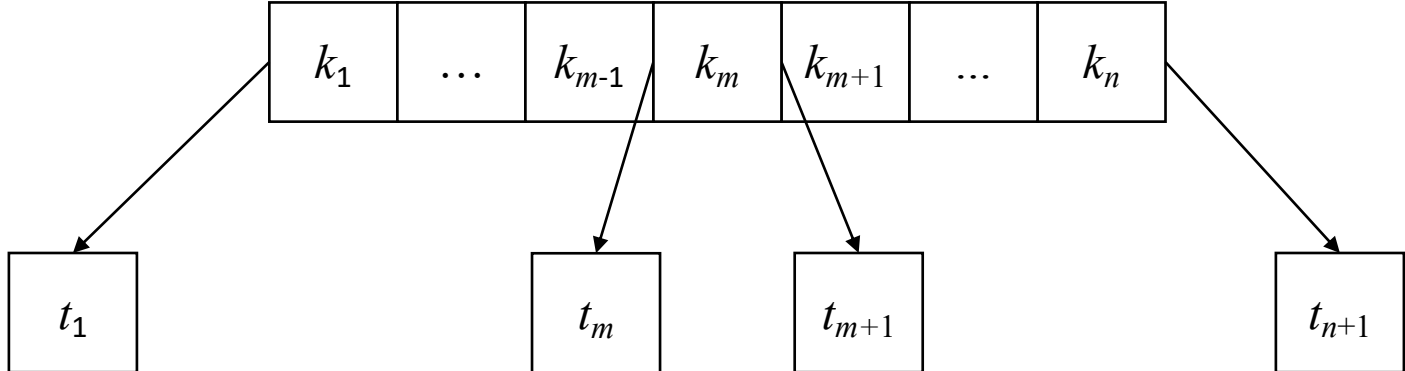 k₁ … kₘ₋₁ kₘ kₘ₊₁ ... kₙ
t₁ tₘ tₘ₊₁ tₙ₊₁